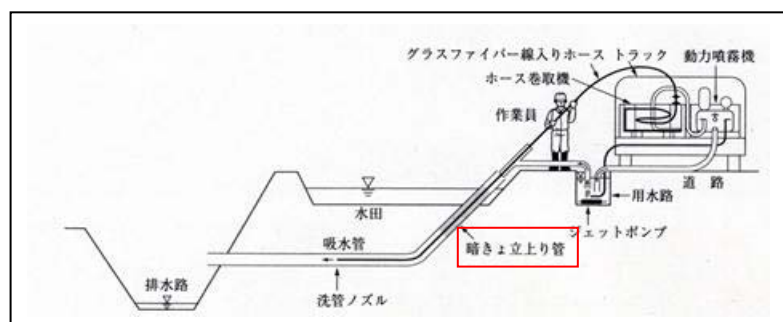 グラスファイバー線入りホース トラック 動力噴霧機
ホース巻取機
作業員
道路
用水路
水田
ジェットポンプ
吸水管
暗きょ立上り管
排水路
洗管ノズル